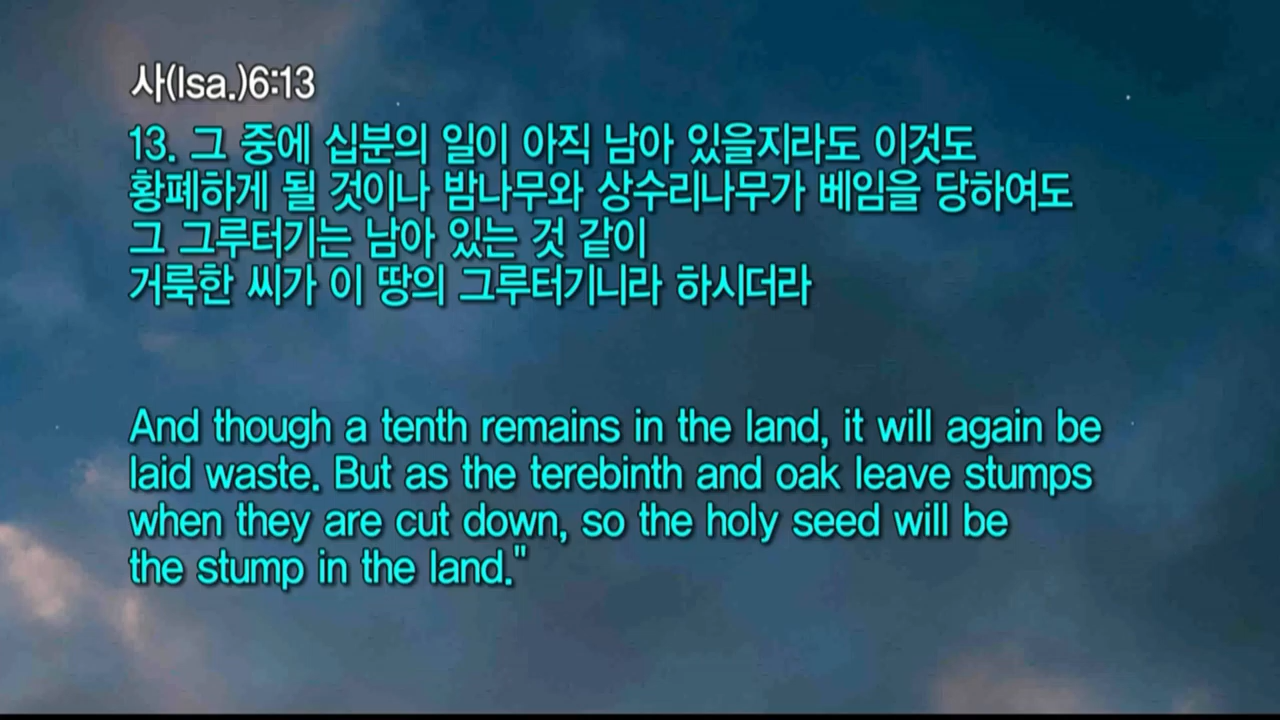 사(Isa.)6:13
13. 그 중에 십분의 일이 아직 남아 있을지라도 이것도
황폐하게 될 것이나 밤나무와 상수리나무가 베임을 당하여도
그 그루터기는 남아 있는 것 같이
거룩한 씨가 이 땅의 그루터기니라 하시더라
And though a tenth remains in the land, it will again be
laid waste. But as the terebinth and oak leave stumps
when they are cut down, so the holy seed will be
the stump in the land."